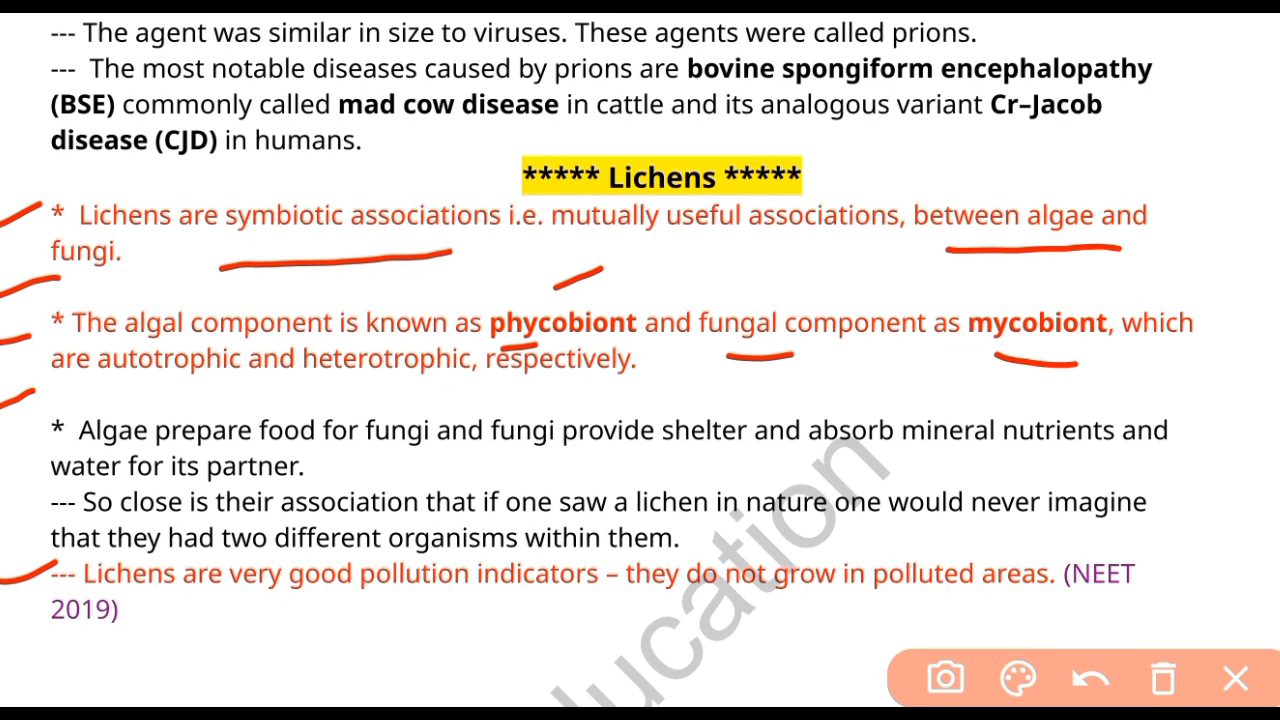 --- The agent was similar in size to viruses. These agents were called prions.
--- The most notable diseases caused by prions are bovine spongiform encephalopathy
(BSE) commonly called mad cow disease in cattle and its analogous variant Cr–Jacob
disease (CJD) in humans.
***** Lichens *****
* Lichens are symbiotic associations i.e. mutually useful associations, between algae and
fungi.
* The algal component is known as phycobiont and fungal component as mycobiont, which
are autotrophic and heterotrophic, respectively.
* Algae prepare food for fungi and fungi provide shelter and absorb mineral nutrients and
water for its partner.
--- So close is their association that if one saw a lichen in nature one would never imagine
that they had two different organisms within them.
--- Lichens are very good pollution indicators – they do not grow in polluted areas. (NEET
2019)